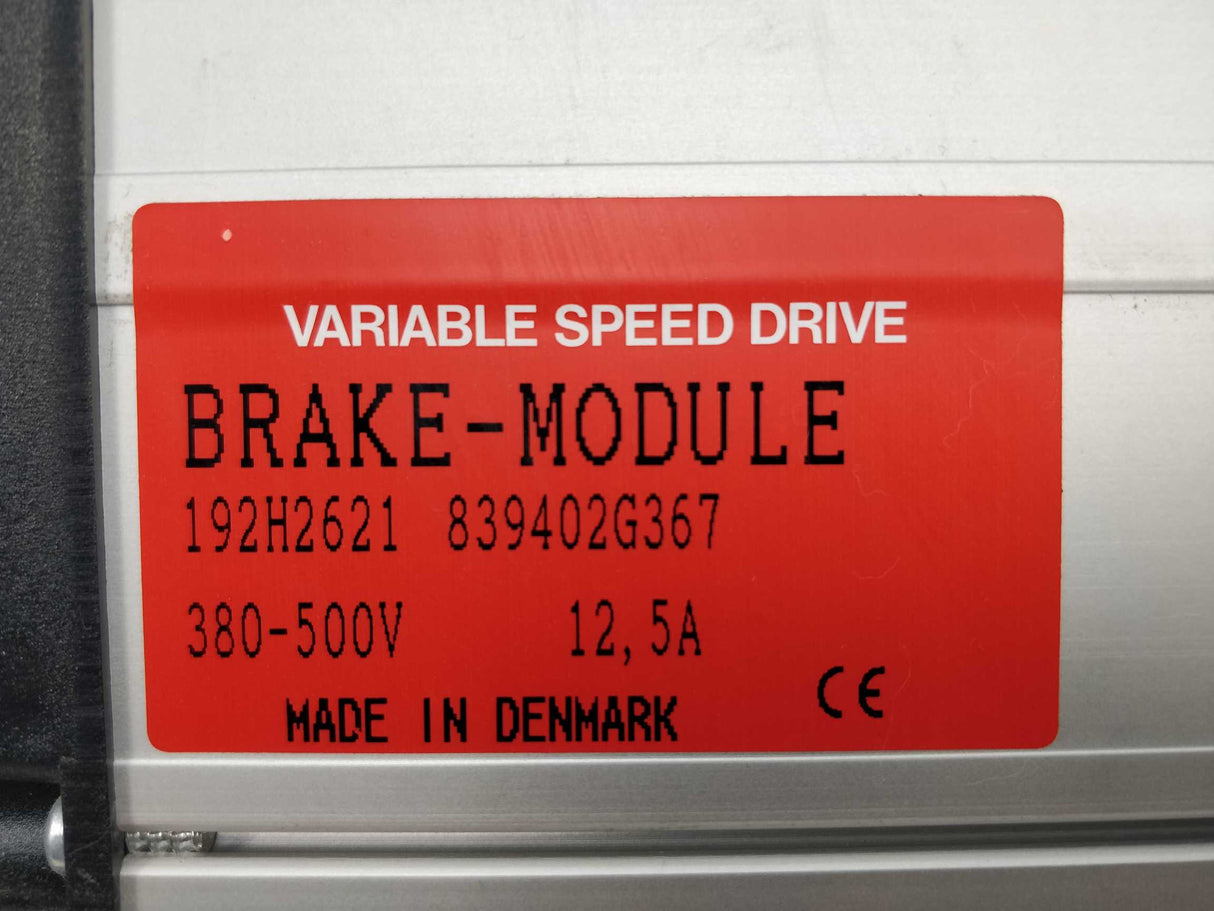 VARIABLE SPEED DRIVE
BRAKE-MODULE
192H2621 839402G367
380-500V 12,5A
MADE IN DENMARK CE